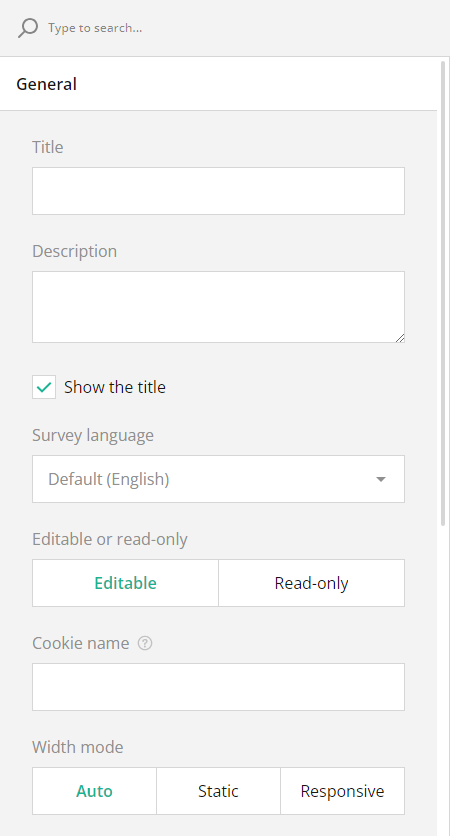 Type to search...
General
Title
Description
Show the title
Survey language
Default (English)
Editable or read-only
Editable Read-only
Cookie name ?
Width mode
Auto Static Responsive